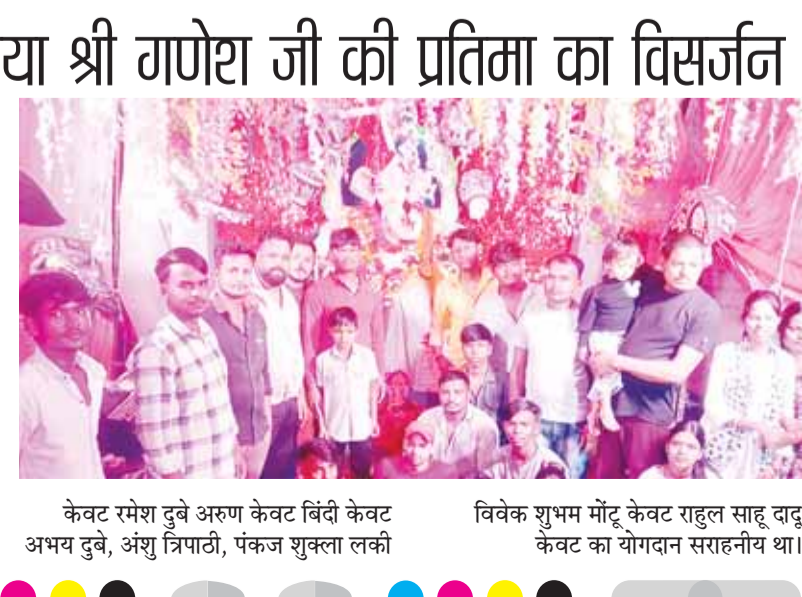 या श्री गणेश जी की प्रतिमा का विसर्जन
केवट रमेश दुबे अरुण केवट बिंदी केवट
अभय दुबे, अंशु त्रिपाठी, पंकज शुक्ला लकी
विवेक शुभम मोंटू केवट राहुल साहू दादू
केवट का योगदान सराहनीय था।